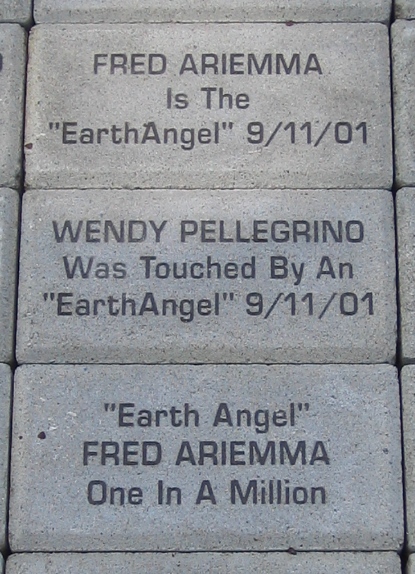 FRED ARIEMMA
Is The
"EarthAngel" 9/11/01
WENDY PELLEGRINO
Was Touched By An
"EarthAngel" 9/11/01
"Earth Angel"
FRED ARIEMMA
One In A Million